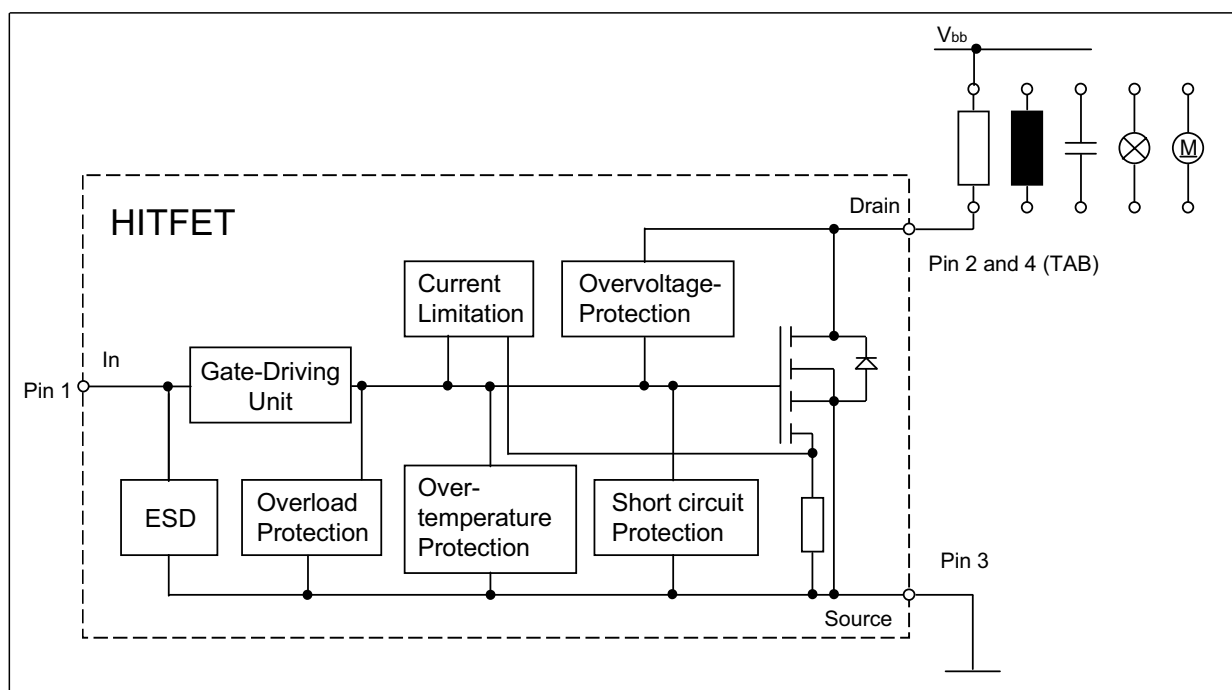 Vbb
M
HITFET
Drain
Pin 2 and 4 (TAB)
Current
Limitation
Overvoltage-
Protection
In
Pin 1
Gate-Driving
Unit
ESD
Overload
Protection
Over-
temperature
Protection
Short circuit
Protection
Pin 3
Source